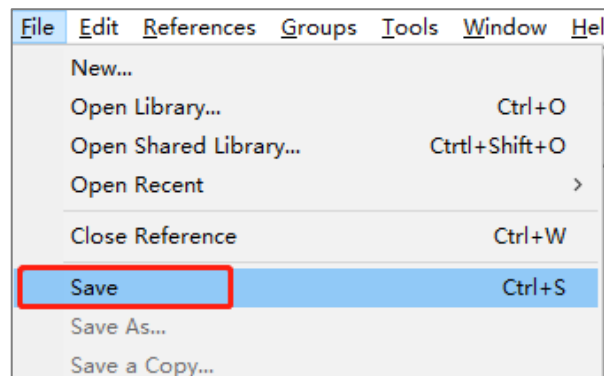 File Edit References Groups Tools Window Hel
New...
Open Library... Ctrl+O
Open Shared Library... Ctrtl+Shift+O
Open Recent >
Close Reference Ctrl+W
Save Ctrl+S
Save As...
Save a Copy...